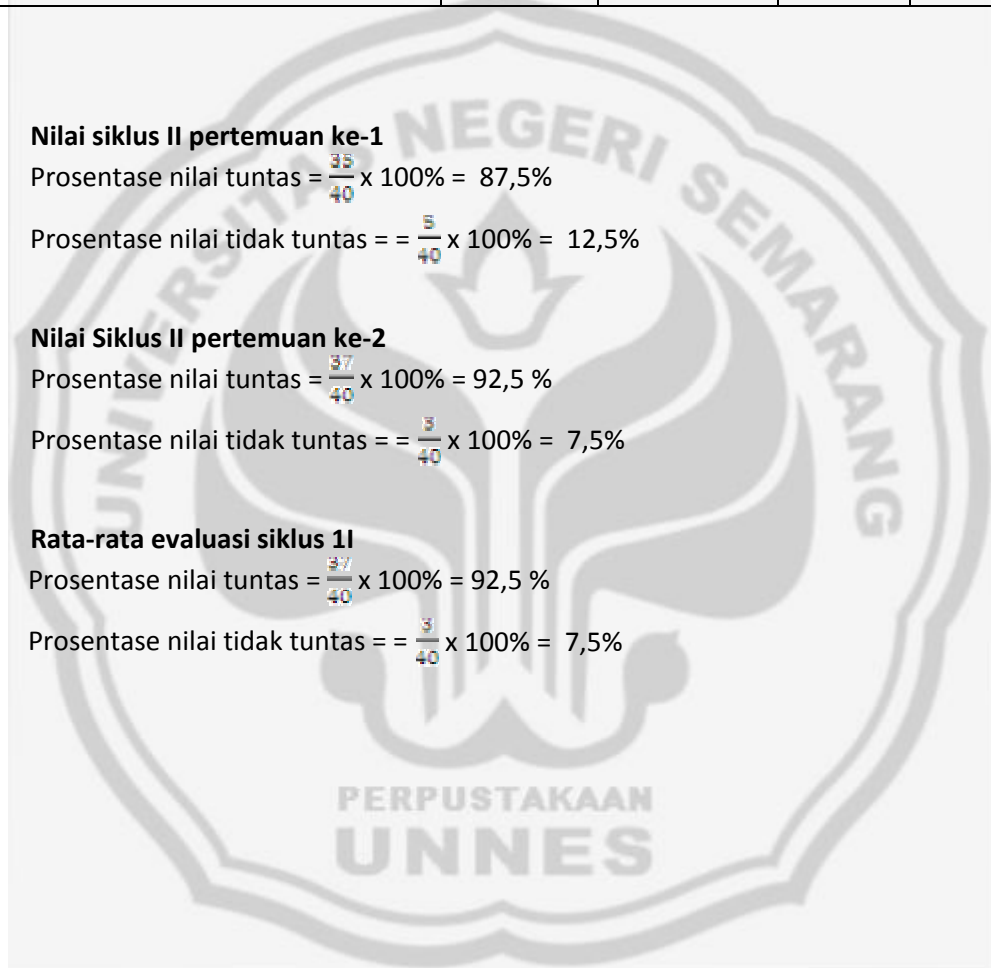 Nilai siklus II pertemuan ke-1
Prosentase nilai tuntas = 35/40 x 100% = 87,5%
Prosentase nilai tidak tuntas = = 5/40 x 100% = 12,5%
Nilai Siklus II pertemuan ke-2
Prosentase nilai tuntas = 37/40 x 100% = 92,5 %
Prosentase nilai tidak tuntas = = 3/40 x 100% = 7,5%
Rata-rata evaluasi siklus 1I
Prosentase nilai tuntas = 37/40 x 100% = 92,5 %
Prosentase nilai tidak tuntas = = 3/40 x 100% = 7,5%
UNIVERSITAS NEGERI SEMARANG
PERPUSTAKAAN
UNNES